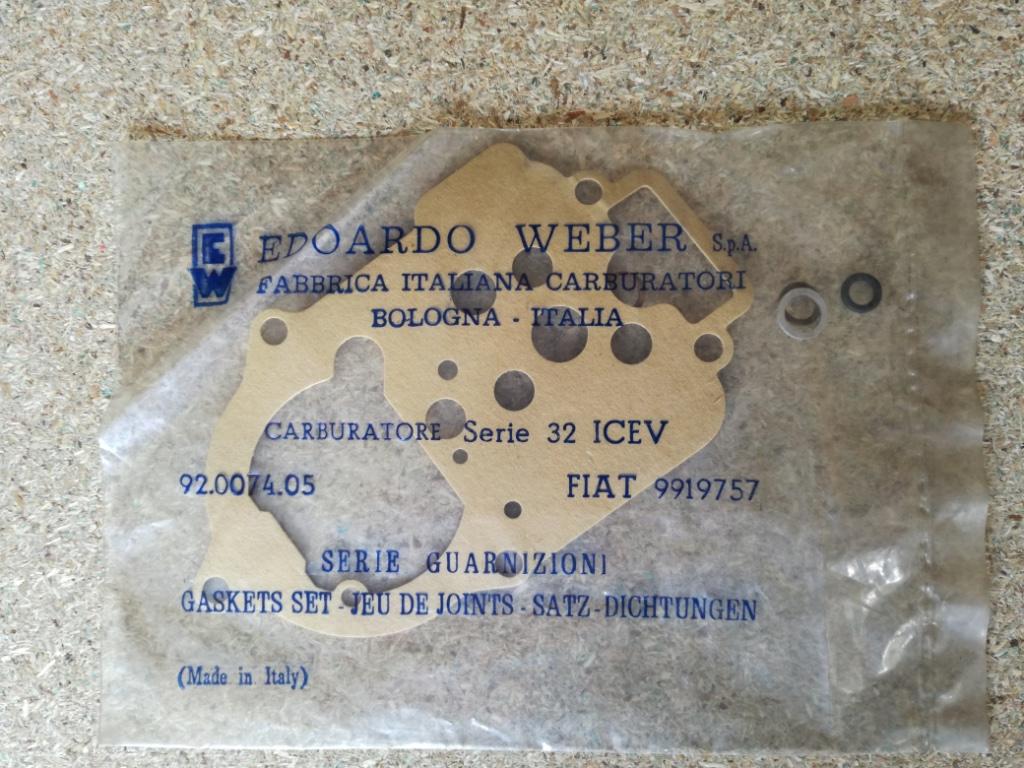 EW
EDOARDO WEBER S.p.A.
FABBRICA ITALIANA CARBURATORI
BOLOGNA - ITALIA
CARBURATORE Serie 32 ICEV
92.0074.05 FIAT 9919757
SERIE GUARNIZIONI
GASKETS SET - JEU DE JOINTS - SATZ - DICHTUNGEN
(Made in Italy)